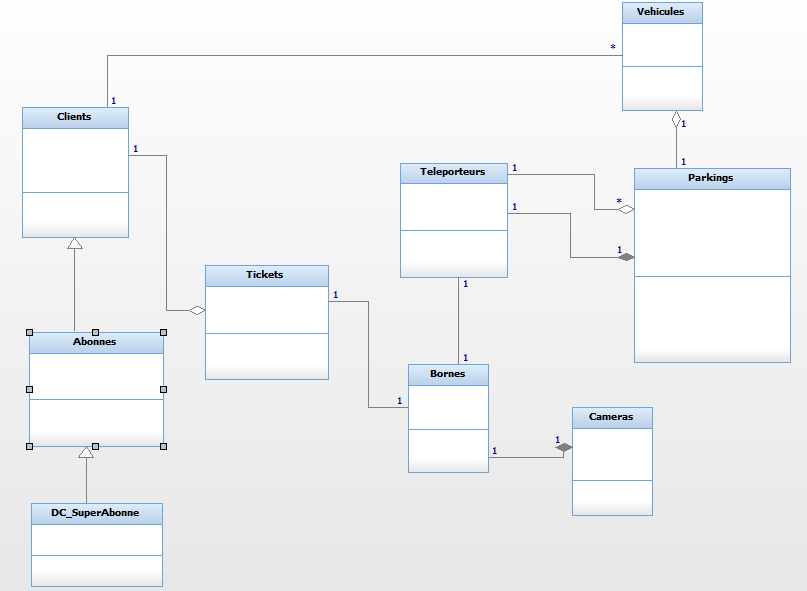 Vehicules
*
1
Clients
1
1
1
Teleporteurs
1
*
1
1
Parkings
Tickets
1
1
1
Abonnes
1
Bornes
1
1
Cameras
1
DC_SuperAbonne